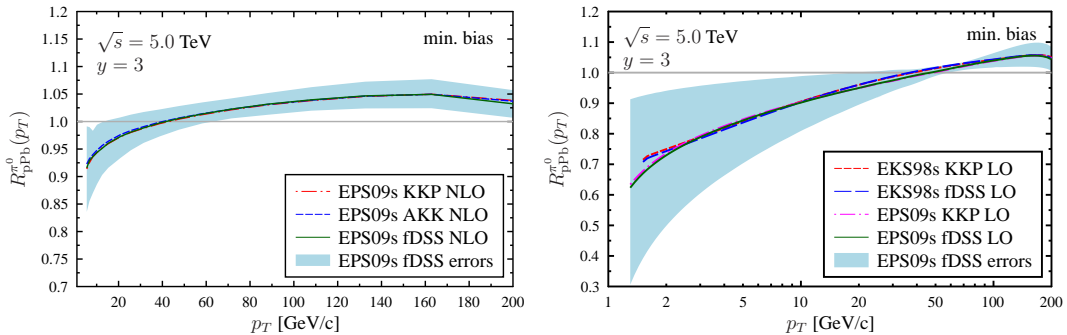 1.2
1.15
1.1
1.05
1.0
0.95
0.9
0.85
0.8
0.75
0.7
√s = 5.0 TeV
y = 3
min. bias
R_{pPb}^{π^0}(p_T)
EPS09s KKP NLO
EPS09s AKK NLO
EPS09s fDSS NLO
EPS09s fDSS errors
20 40 60 80 100 120 140 160 180 200
p_T [GeV/c]
1.2
1.1
1.0
0.9
0.8
0.7
0.6
0.5
0.4
0.3
√s = 5.0 TeV
y = 3
min. bias
R_{pPb}^{π^0}(p_T)
EKS98s KKP LO
EKS98s fDSS LO
EPS09s KKP LO
EPS09s fDSS LO
EPS09s fDSS errors
1 2 5 10 20 50 100 200
p_T [GeV/c]